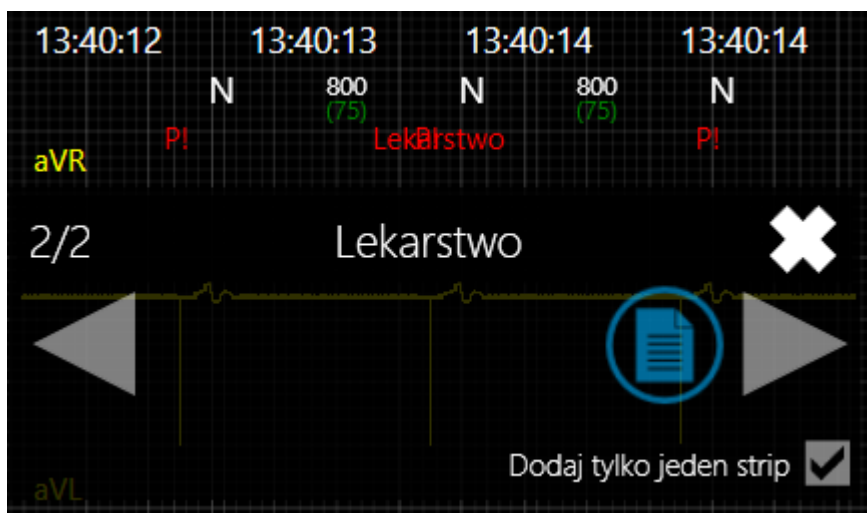 13:40:12 13:40:13 13:40:14 13:40:14
N 800 N 800 N
(75) (75)
P! Lekarstwo P! P!
aVR
2/2 Lekarstwo
Dodaj tylko jeden strip
aVL